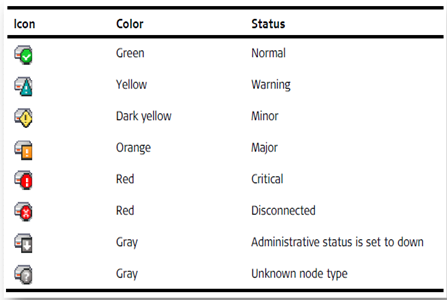 Icon Color Status
Green Normal
Yellow Warning
Dark yellow Minor
Orange Major
Red Critical
Red Disconnected
Gray Administrative status is set to down
Gray Unknown node type